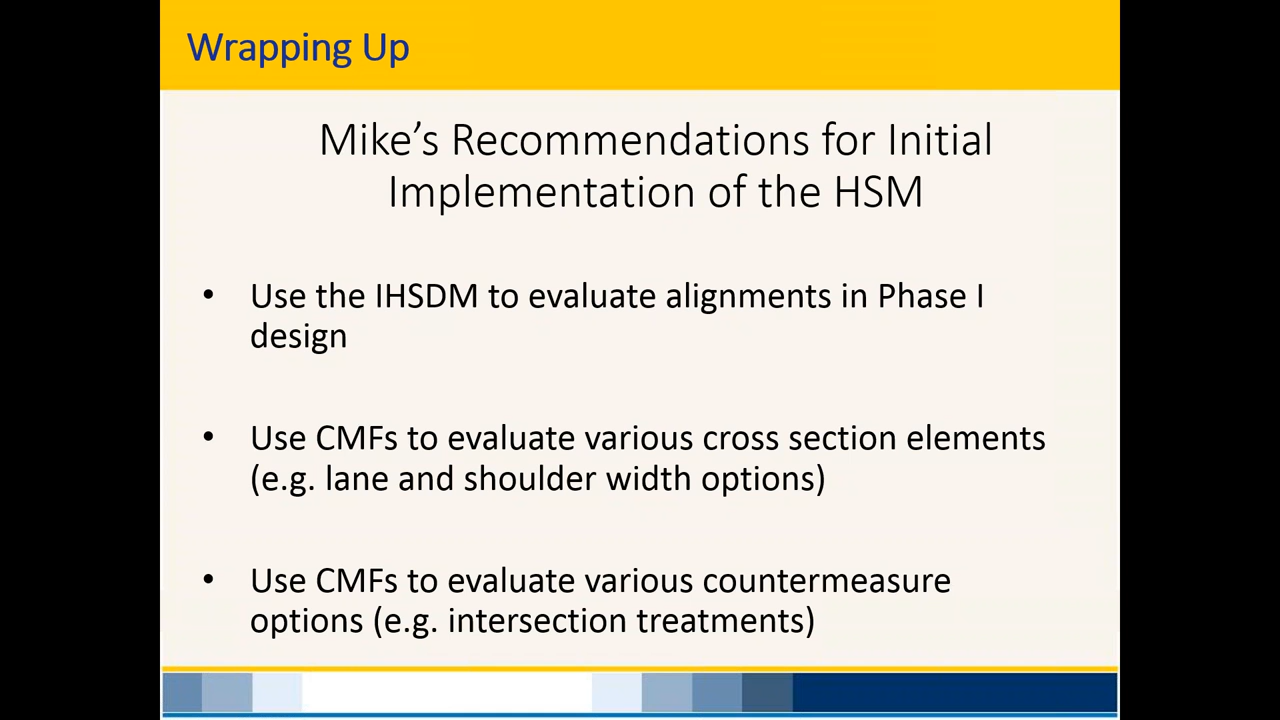 Wrapping Up
Mike’s Recommendations for Initial
Implementation of the HSM
• Use the IHSDM to evaluate alignments in Phase I
design
• Use CMFs to evaluate various cross section elements
(e.g. lane and shoulder width options)
• Use CMFs to evaluate various countermeasure
options (e.g. intersection treatments)